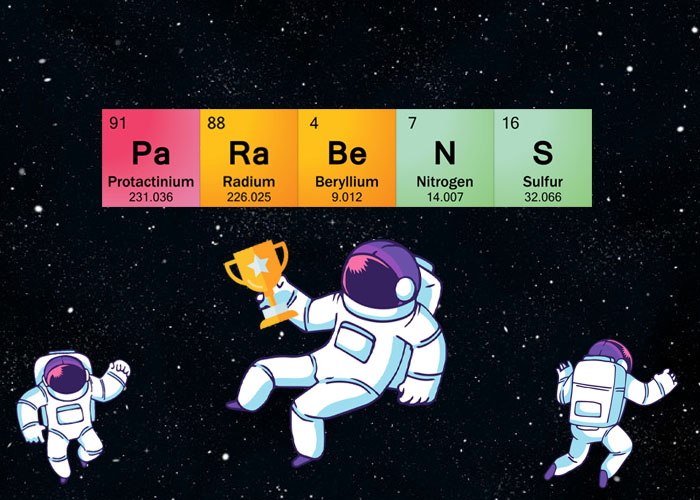 91 88 4 7 16
Pa Ra Be N S
Protactinium Radium Beryllium Nitrogen Sulfur
231.036 226.025 9.012 14.007 32.066